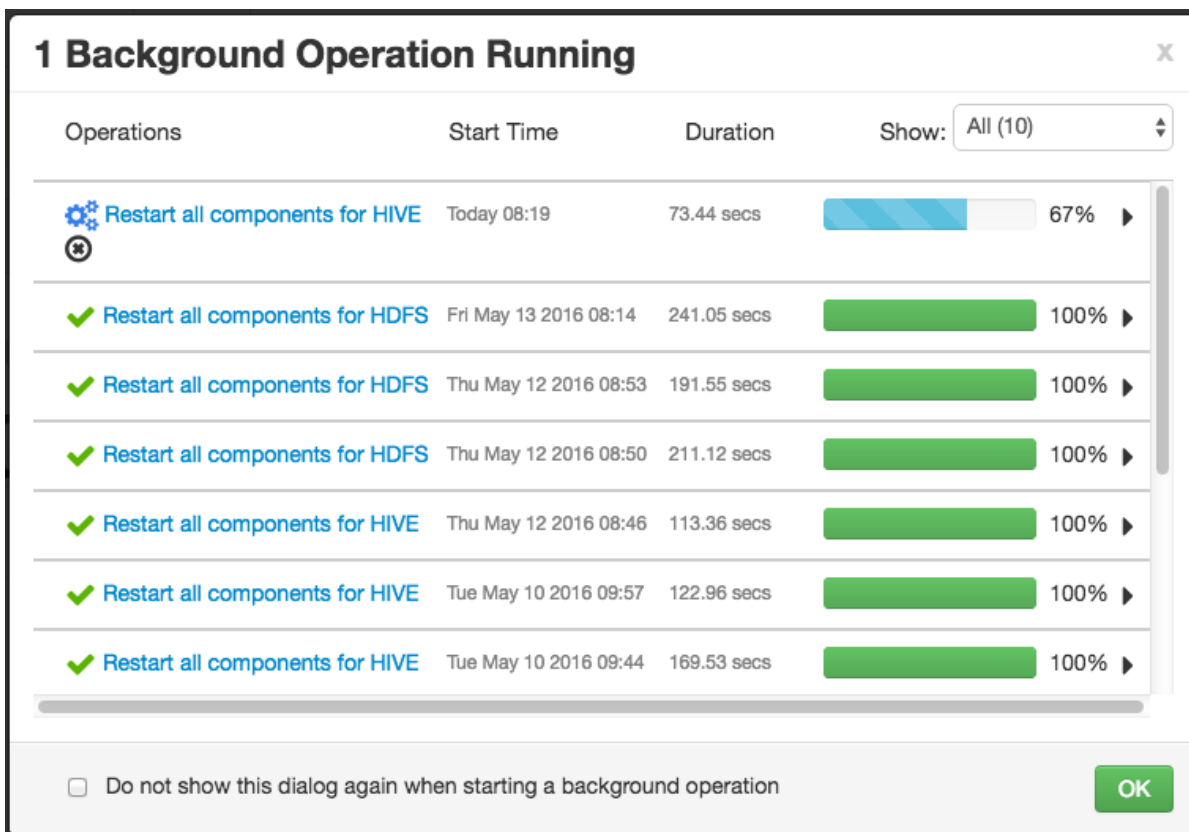 1 Background Operation Running x
Operations Start Time Duration Show: All (10)
Restart all components for HIVE Today 08:19 73.44 secs 67%
Restart all components for HDFS Fri May 13 2016 08:14 241.05 secs 100%
Restart all components for HDFS Thu May 12 2016 08:53 191.55 secs 100%
Restart all components for HDFS Thu May 12 2016 08:50 211.12 secs 100%
Restart all components for HIVE Thu May 12 2016 08:46 113.36 secs 100%
Restart all components for HIVE Tue May 10 2016 09:57 122.96 secs 100%
Restart all components for HIVE Tue May 10 2016 09:44 169.53 secs 100%
Do not show this dialog again when starting a background operation OK